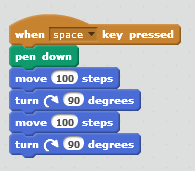 when space key pressed
pen down
move 100 steps
turn 90 degrees
move 100 steps
turn 90 degrees